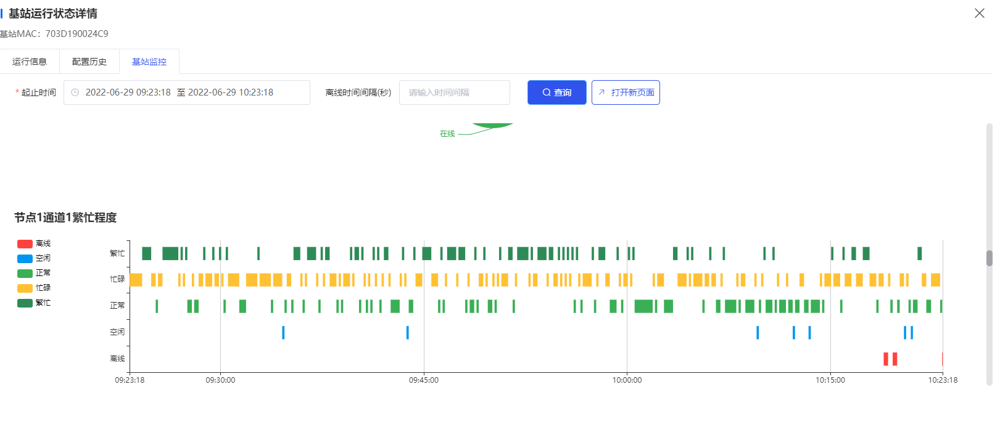 基站运行状态详情
基站MAC：703D190024C9
运行信息 配置历史 基站监控
* 起止时间 2022-06-29 09:23:18 至 2022-06-29 10:23:18 离线时间间隔(秒) 请输入时间间隔 查询 打开新页面
在线
节点1通道1繁忙程度
离线
空闲
正常
忙碌
繁忙
繁忙
忙碌
正常
空闲
离线
09:23:18 09:30:00 09:45:00 10:00:00 10:15:00 10:23:18